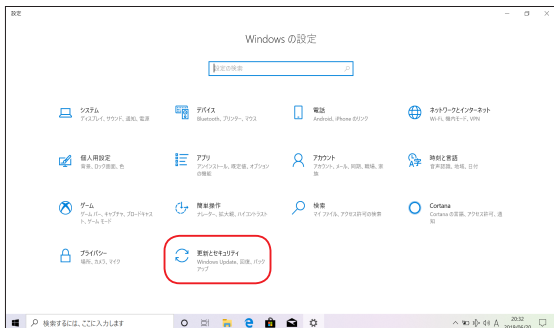 設定
Windows の設定
設定の検索
システム
ディスプレイ、サウンド、通知、電源
デバイス
Bluetooth、プリンター、マウス
電話
Android, iPhone のリンク
ネットワークとインターネット
Wi-Fi、機内モード、VPN
個人用設定
背景、ロック画面、色
アプリ
アンインストール、既定値、オプション
の機能
アカウント
アカウント、メール、同期、職場、家
族
時刻と言語
音声認識、地域、日付
ゲーム
ゲーム バー、キャプチャ、ブロードキャス
ト、ゲーム モード
簡単操作
ナレーター、拡大鏡、ハイコントラスト
検索
マイ ファイル、アクセス許可の検索
Cortana
Cortana の言語、アクセス許可、通
知
プライバシー
場所、カメラ、マイク
更新とセキュリティ
Windows Update、回復、バック
アップ
検索するには、ここに入力します
A
20:32
2019/04/20